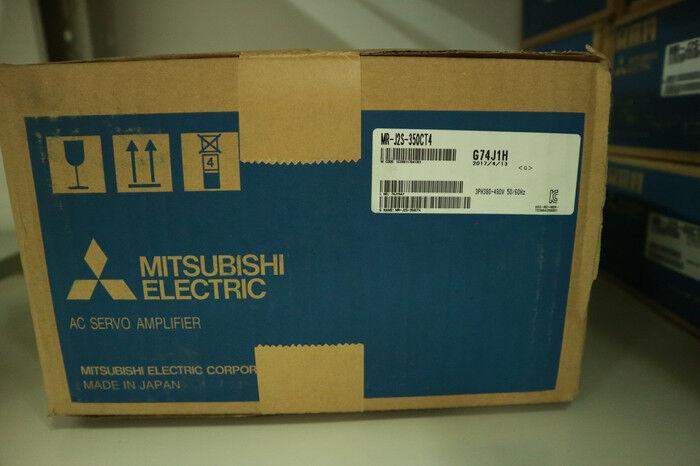 MR-J2S-350CT4
G74J1H
2017/4/13
<G>
3PH380-480V 50/60Hz
4
MITSUBISHI
ELECTRIC
AC SERVO AMPLIFIER
MITSUBISHI ELECTRIC CORPOR
MADE IN JAPAN